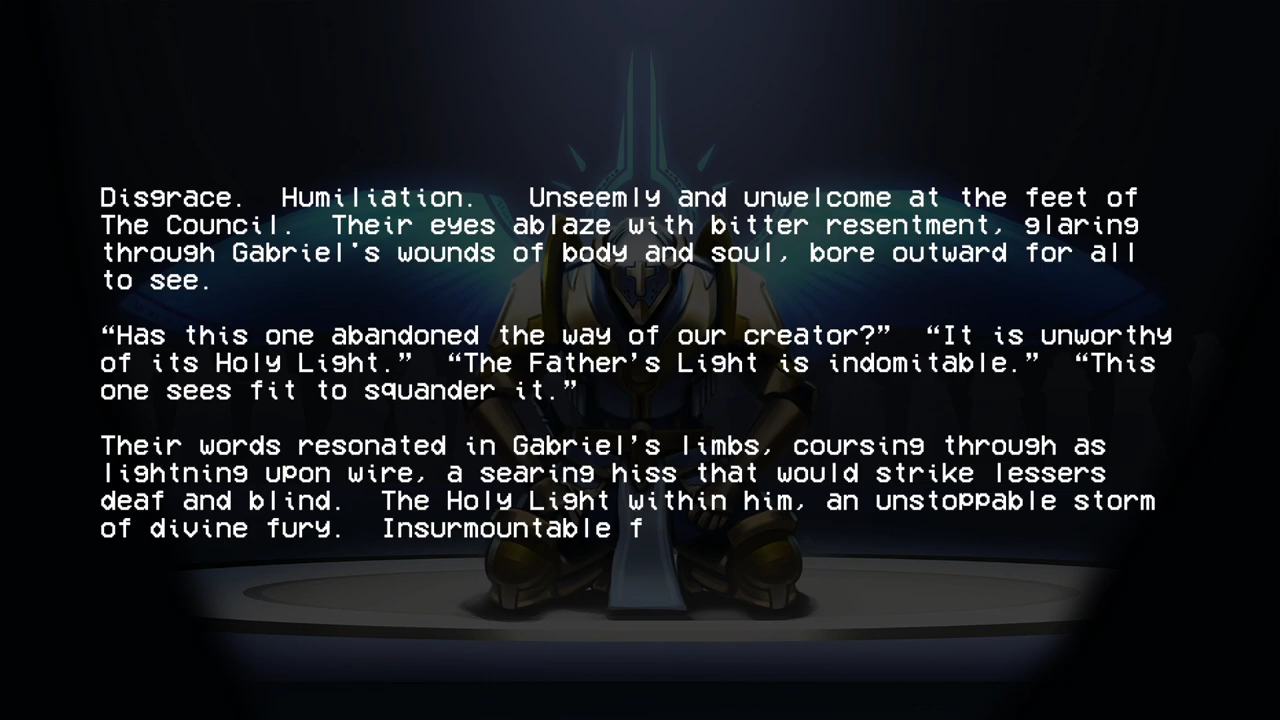 Disgrace.  Humiliation.   Unseemly and unwelcome at the feet of
The Council.  Their eyes ablaze with bitter resentment, glaring
through Gabriel's wounds of body and soul, bore outward for all
to see.
“Has this one abandoned the way of our creator?”  “It is unworthy
of its Holy Light.”  “The Father’s Light is indomitable.”  “This
one sees fit to squander it.”
Their words resonated in Gabriel’s limbs, coursing through as
lightning upon wire, a searing hiss that would strike lessers
deaf and blind.  The Holy Light within him, an unstoppable storm
of divine fury.  Insurmountable f